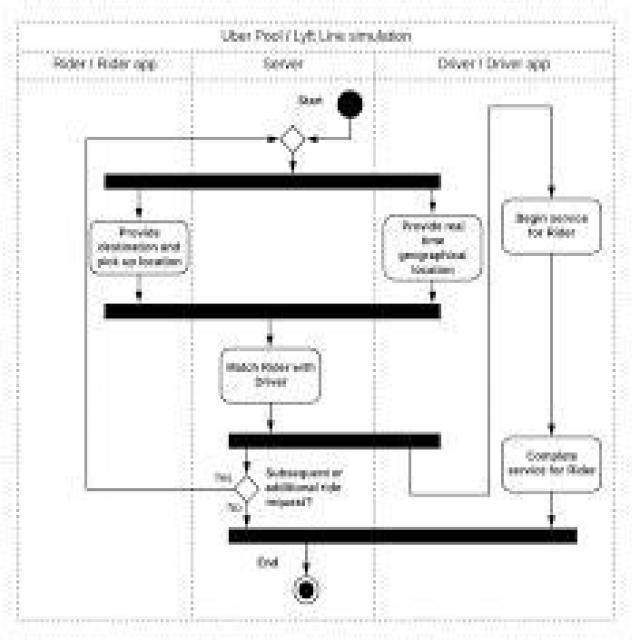 Uber Pool / Lyft Line simulation
Rider / Rider app
Server
Driver / Driver app
Start
Provide
destination and
pick up location
Provide real
time
geographical
location
Begin service
for Rider
Match Rider with
Driver
Complete
service for Rider
Yes
Subsequent or
additional ride
request?
No
End